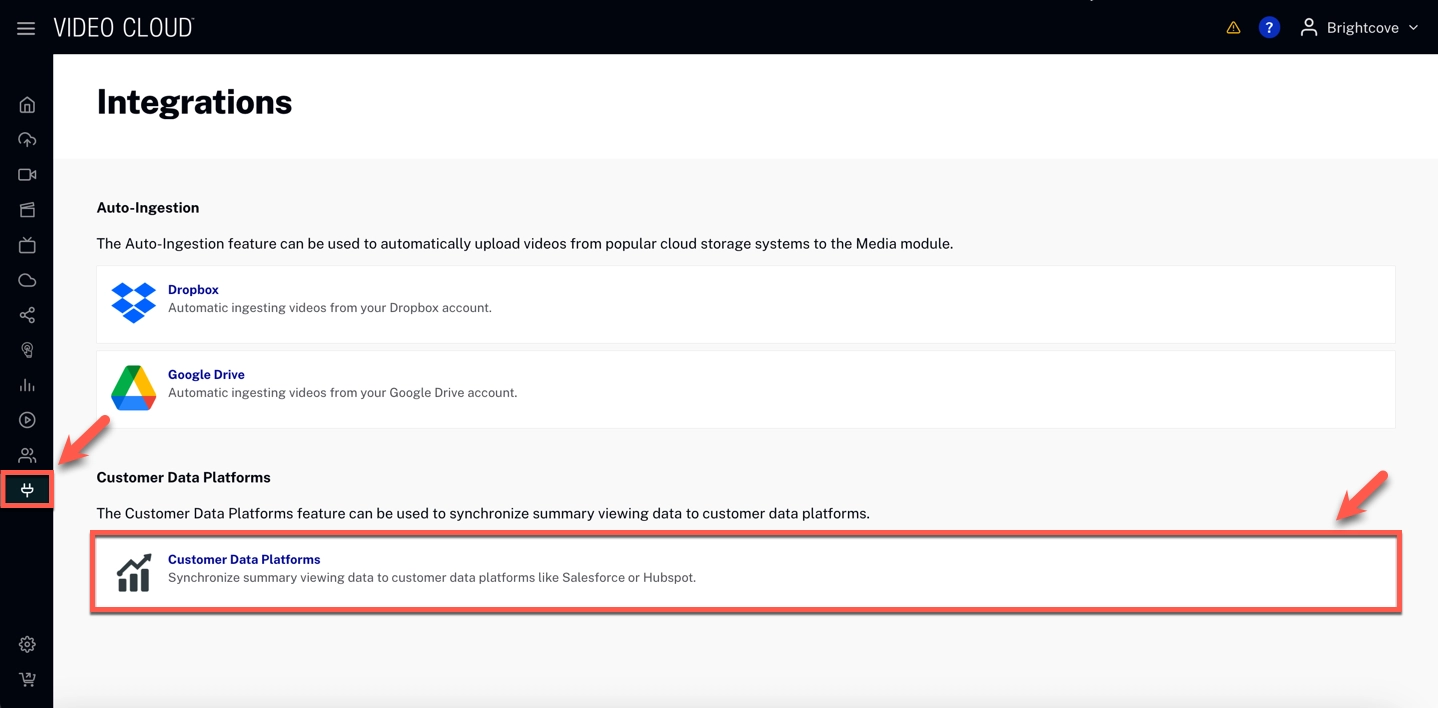 VIDEO CLOUD
? Brightcove
Integrations
Auto-Ingestion
The Auto-Ingestion feature can be used to automatically upload videos from popular cloud storage systems to the Media module.
Dropbox
Automatic ingesting videos from your Dropbox account.
Google Drive
Automatic ingesting videos from your Google Drive account.
Customer Data Platforms
The Customer Data Platforms feature can be used to synchronize summary viewing data to customer data platforms.
Customer Data Platforms
Synchronize summary viewing data to customer data platforms like Salesforce or Hubspot.